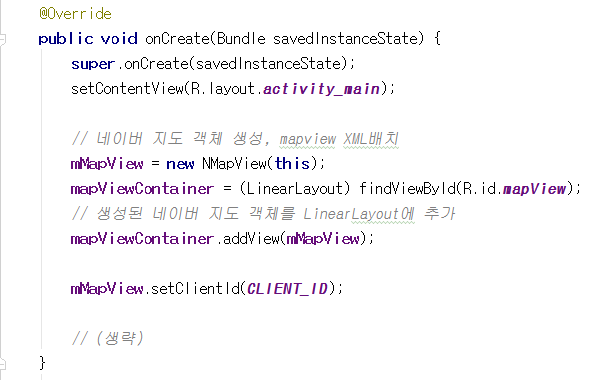 @Override
public void onCreate(Bundle savedInstanceState) {
super.onCreate(savedInstanceState);
setContentView(R.layout.activity_main);
// 네이버 지도 객체 생성, mapview XML배치
mMapView = new NMapView(this);
mapViewContainer = (LinearLayout) findViewById(R.id.mapView);
// 생성된 네이버 지도 객체를 LinearLayout에 추가
mapViewContainer.addView(mMapView);
mMapView.setClientId(CLIENT_ID);
// (생략)
}